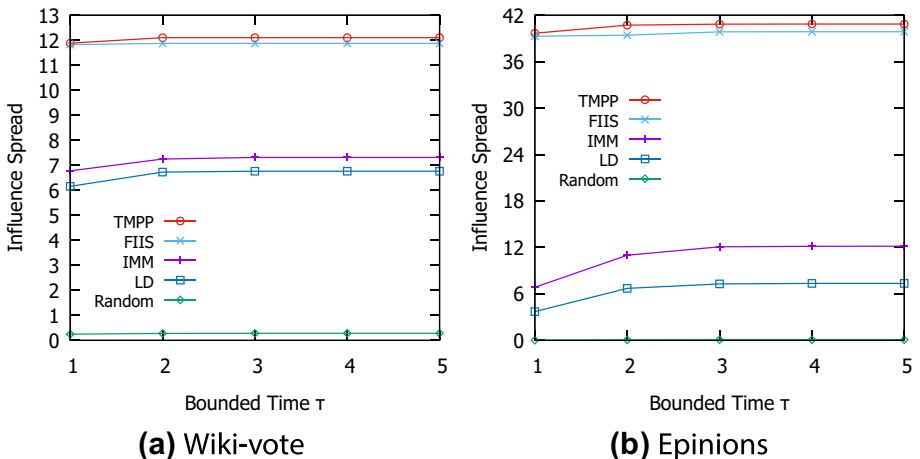 13
12
11
10
9
8
7
6
5
4
3
2
1
0
Influence Spread
TMPP
FIIS
IMM
LD
Random
1 2 3 4 5
Bounded Time τ
(a) Wiki-vote
42
36
30
24
18
12
6
0
Influence Spread
TMPP
FIIS
IMM
LD
Random
1 2 3 4 5
Bounded Time τ
(b) Epinions